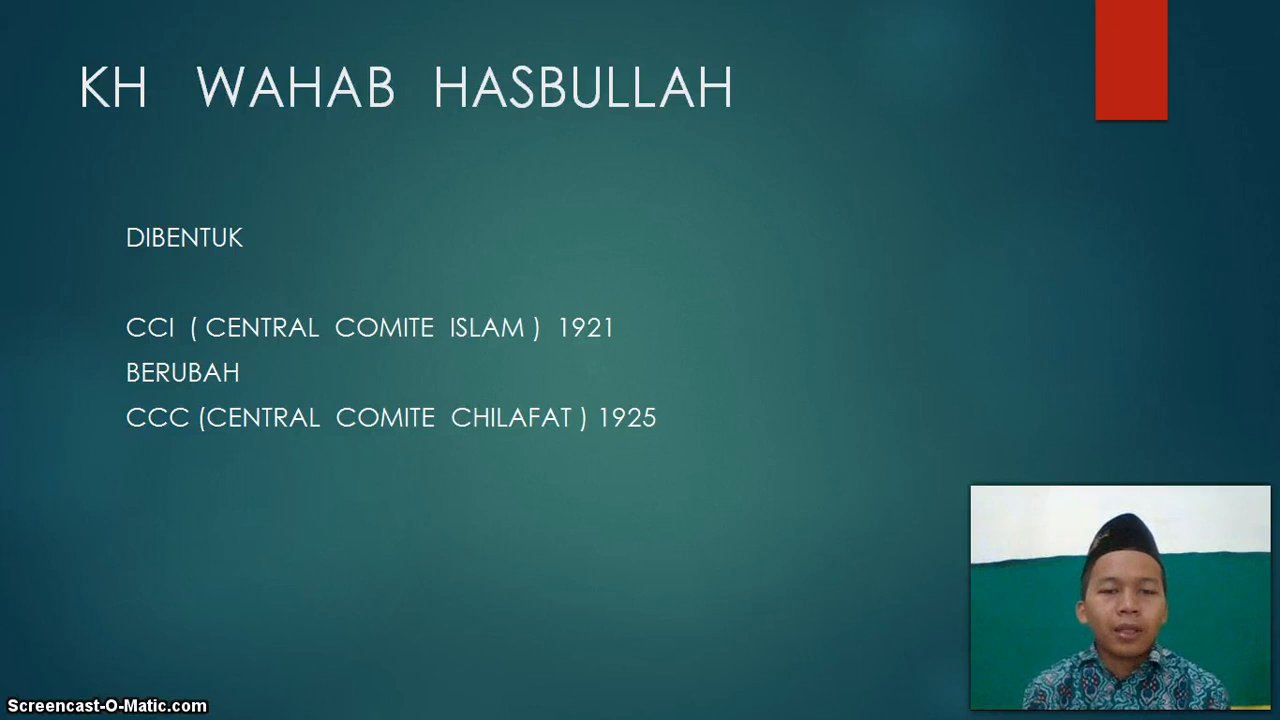 KH WAHAB HASBULLAH
DIBENTUK
CCI ( CENTRAL COMITE ISLAM ) 1921
BERUBAH
CCC (CENTRAL COMITE CHILAFAT ) 1925
Screencast-O-Matic.com